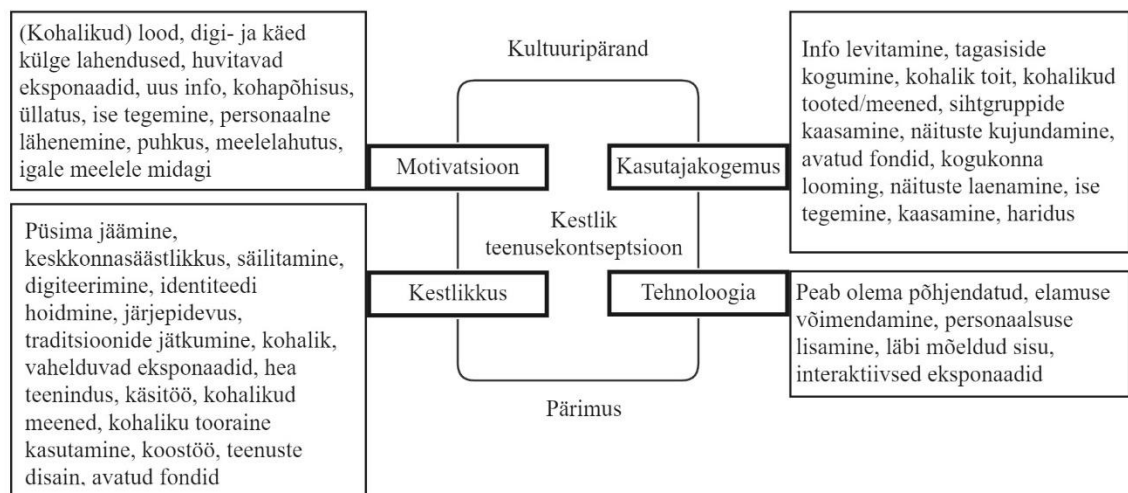 (Kohalikud) lood, digi- ja käed
külge lahendused, huvitavad
eksponaadid, uus info, kohapõhisus,
üllatus, ise tegemine, personaalne
lähenemine, puhkus, meelelahutus,
igale meelele midagi
Kultuuripärand
Info levitamine, tagasiside
kogumine, kohalik toit, kohalikud
tooted/meened, sihtgruppide
kaasamine, näituste kujundamine,
avatud fondid, kogukonna
looming, näituste laenamine, ise
tegemine, kaasamine, haridus
Motivatsioon
Kasutajakogemus
Kestlik
teenusekontseptsioon
Püsima jäämine,
keskkonnasäästlikkus, säilitamine,
digiteerimine, identiteedi
hoidmine, järjepidevus,
traditsioonide jätkumine, kohalik,
vahelduvad eksponaadid, hea
teenindus, käsitöö, kohalikud
meened, kohaliku tooraine
kasutamine, koostöö, teenuste
disain, avatud fondid
Kestlikkus
Tehnoloogia
Peab olema põhjendatud, elamuse
võimendamine, personaalsuse
lisamine, läbi mõeldud sisu,
interaktiivsed eksponaadid
Pärimus